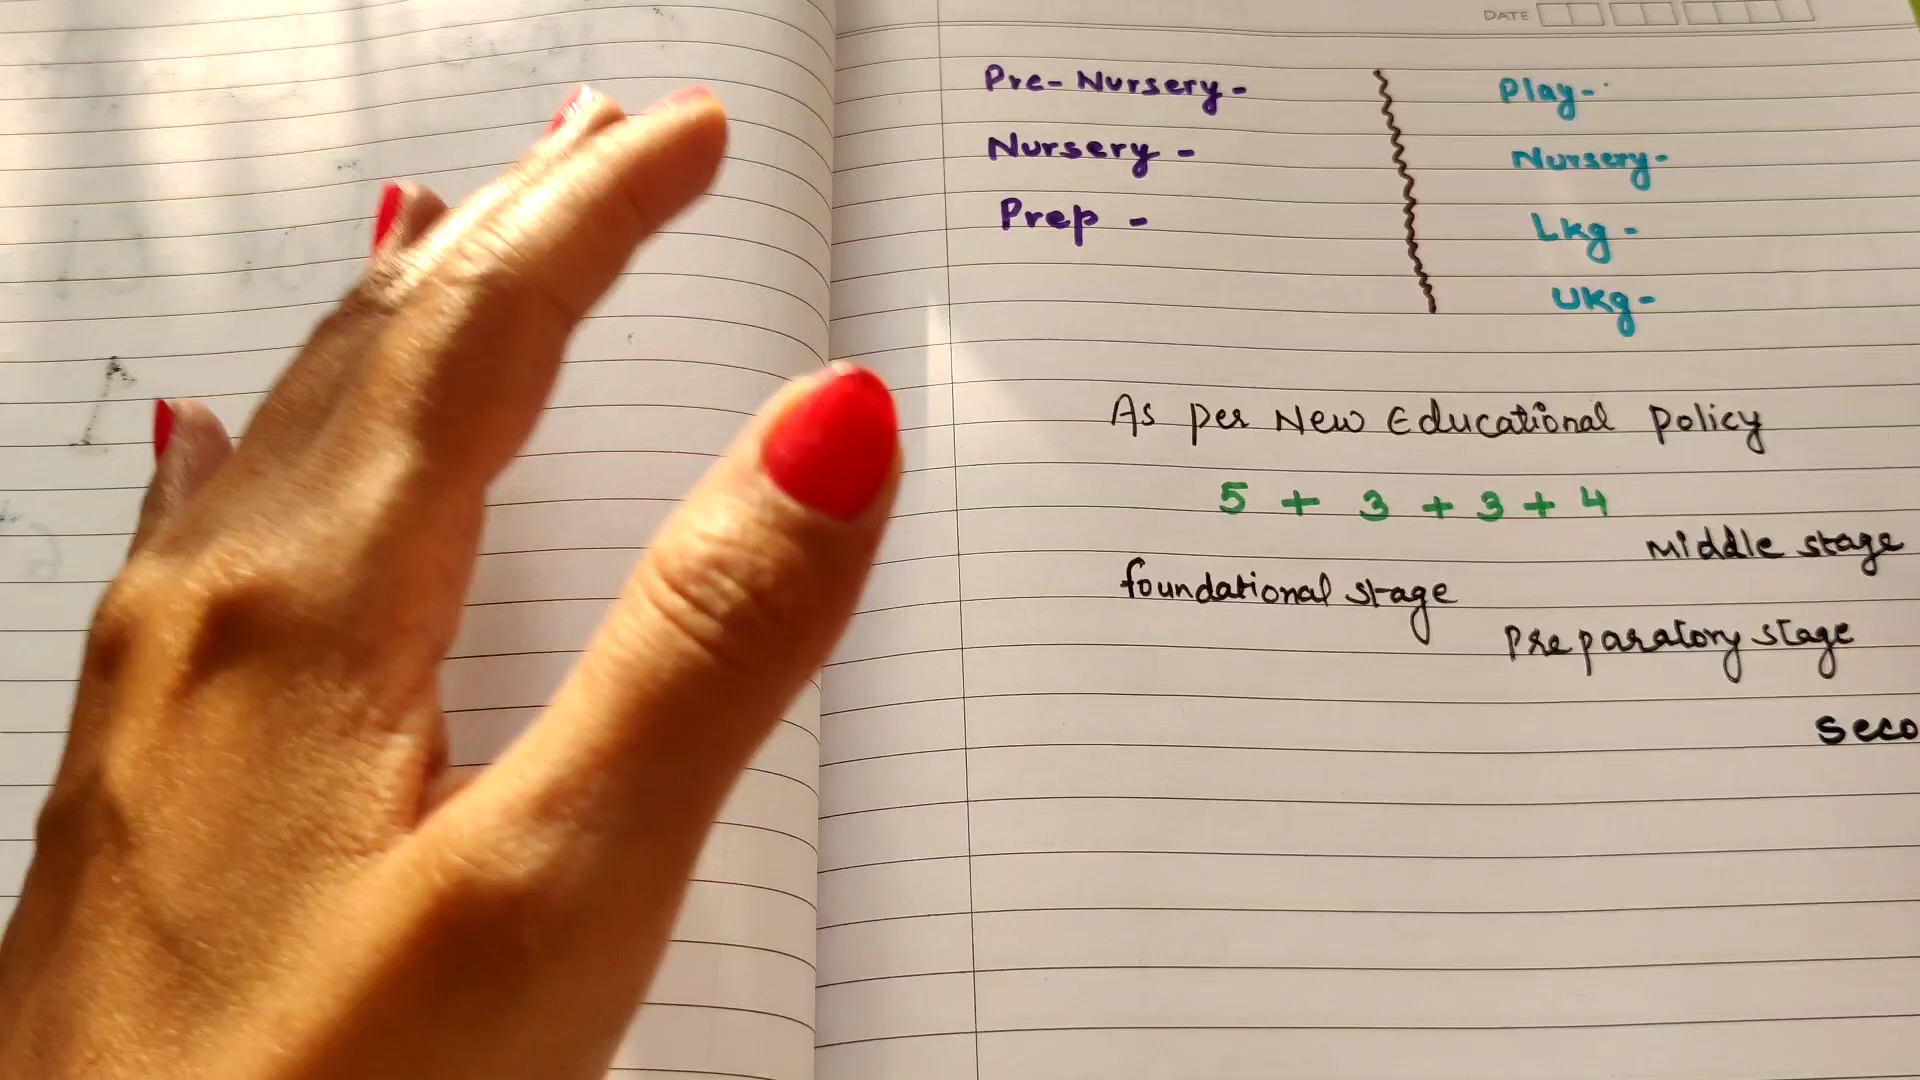 DATE
Pre-Nursery-
Nursery -
Prep -
Play-
Nursery-
Lkg -
Ukg-
As per New Educational Policy
5 + 3 + 3 + 4
Middle stage
foundational stage
Preparatory stage
Seco